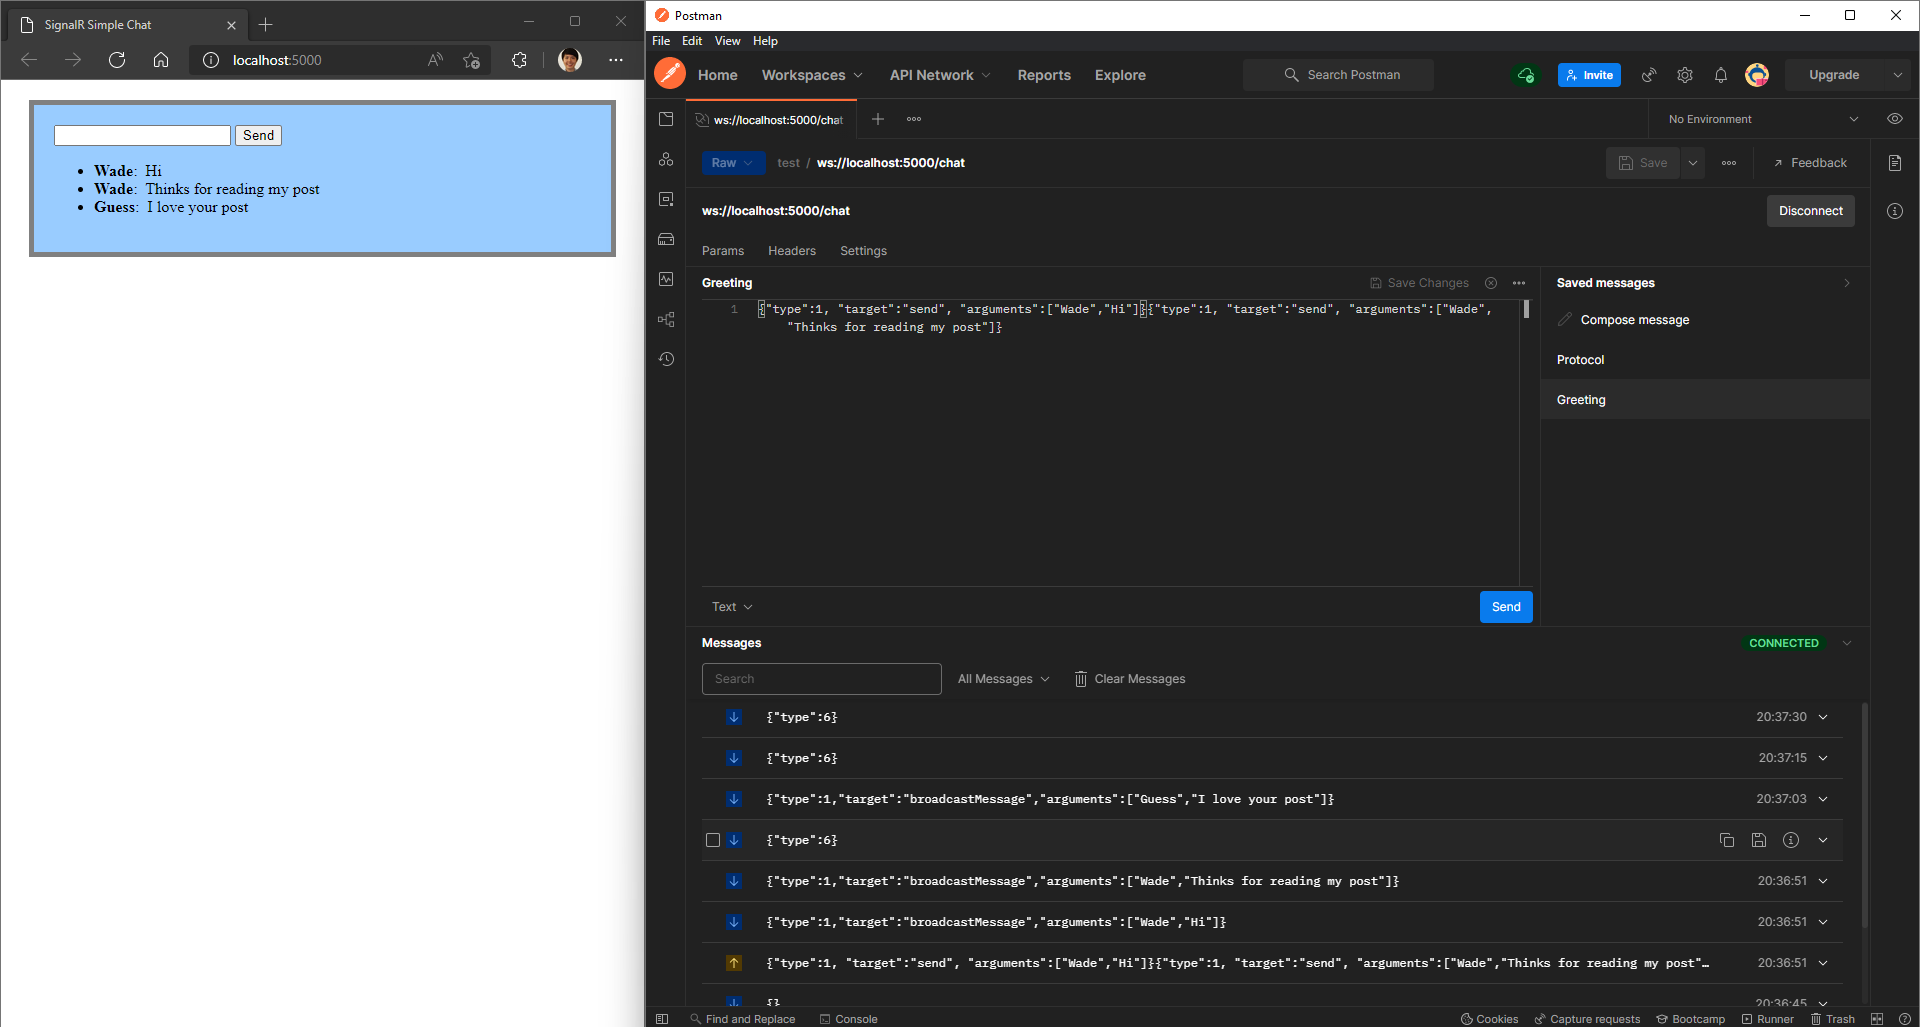 SignalR Simple Chat
localhost:5000
Send
Wade: Hi
Wade: Thinks for reading my post
Guess: I love your post
Postman
File Edit View Help
Home Workspaces API Network Reports Explore Search Postman Invite Upgrade
ws://localhost:5000/chat No Environment
Raw test / ws://localhost:5000/chat Save Feedback
ws://localhost:5000/chat Disconnect
Params Headers Settings
Greeting Save Changes
1 {"type":1, "target":"send", "arguments":["Wade","Hi"]}{"type":1, "target":"send", "arguments":["Wade",
"Thinks for reading my post"]}
Saved messages
Compose message
Protocol
Greeting
Text Send
Messages CONNECTED
Search All Messages Clear Messages
{"type":6} 20:37:30
{"type":6} 20:37:15
{"type":1,"target":"broadcastMessage","arguments":["Guess","I love your post"]} 20:37:03
{"type":6}
{"type":1,"target":"broadcastMessage","arguments":["Wade","Thinks for reading my post"]} 20:36:51
{"type":1,"target":"broadcastMessage","arguments":["Wade","Hi"]} 20:36:51
{"type":1, "target":"send", "arguments":["Wade","Hi"]}{"type":1, "target":"send", "arguments":["Wade","Thinks for reading my post"… 20:36:51
{} 20:36:45
Find and Replace Console Cookies Capture requests Bootcamp Runner Trash